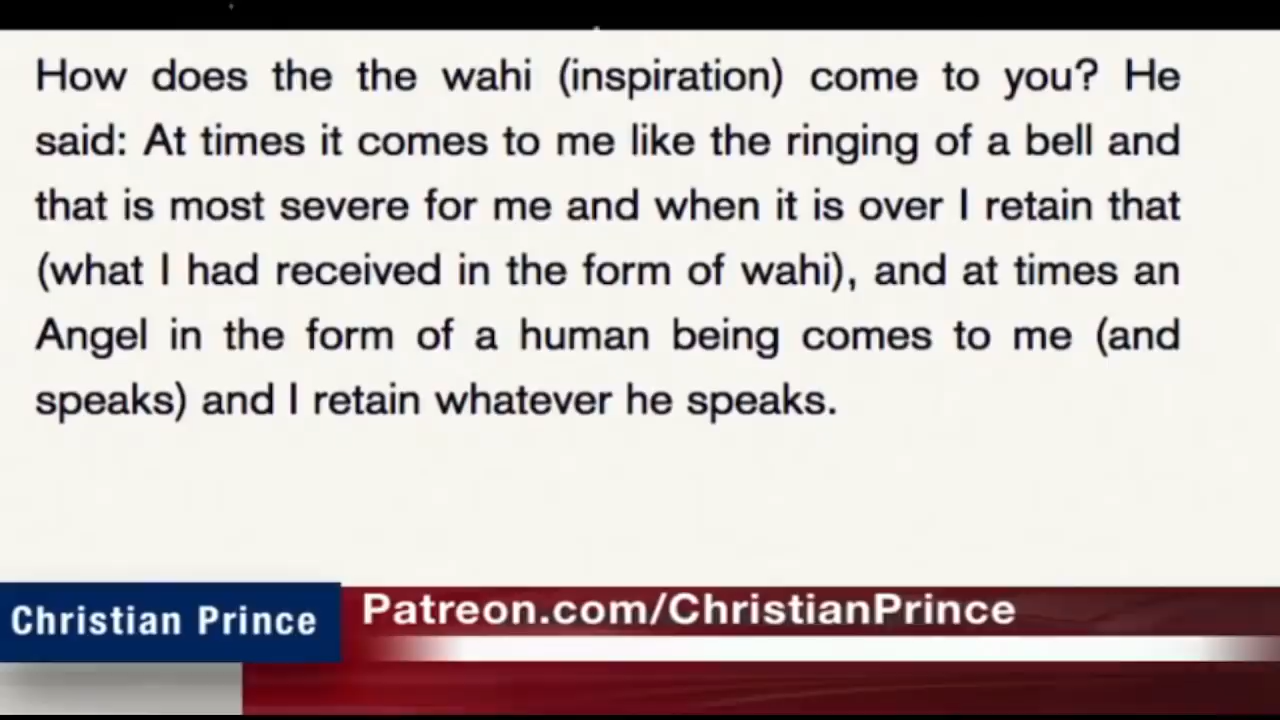 How does the the wahi (inspiration) come to you? He
said: At times it comes to me like the ringing of a bell and
that is most severe for me and when it is over I retain that
(what I had received in the form of wahi), and at times an
Angel in the form of a human being comes to me (and
speaks) and I retain whatever he speaks.
Christian Prince
Patreon.com/ChristianPrince